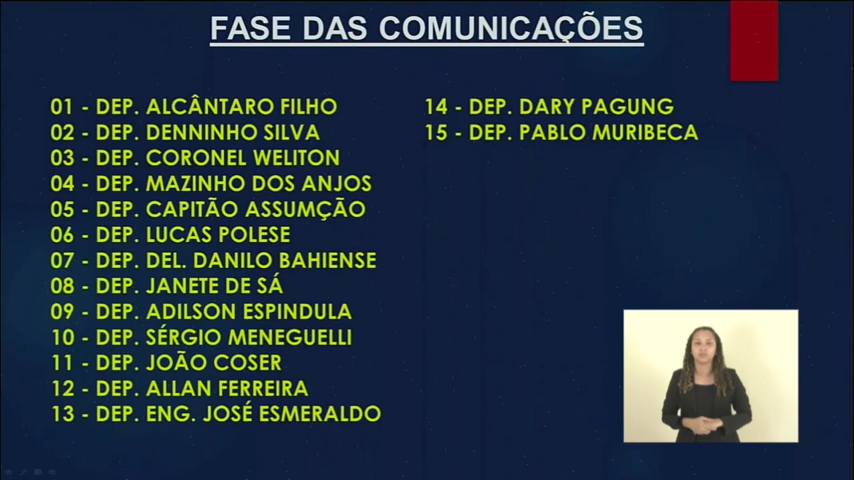 FASE DAS COMUNICAÇÕES
01 - DEP. ALCÂNTARO FILHO
02 - DEP. DENNINHO SILVA
03 - DEP. CORONEL WELITON
04 - DEP. MAZINHO DOS ANJOS
05 - DEP. CAPITÃO ASSUMÇÃO
06 - DEP. LUCAS POLESE
07 - DEP. DEL. DANILO BAHIENSE
08 - DEP. JANETE DE SÁ
09 - DEP. ADILSON ESPINDULA
10 - DEP. SÉRGIO MENEGUELLI
11 - DEP. JOÃO COSER
12 - DEP. ALLAN FERREIRA
13 - DEP. ENG. JOSÉ ESMERALDO
14 - DEP. DARY PAGUNG
15 - DEP. PABLO MURIBECA